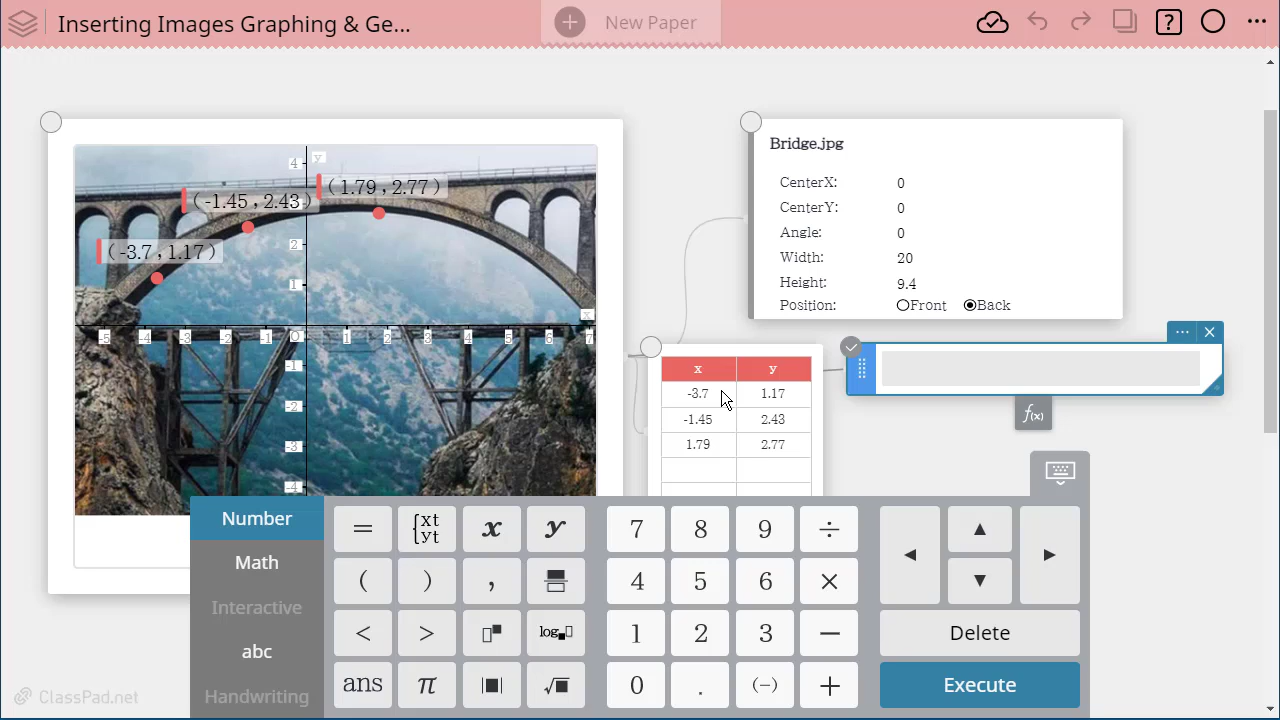 Inserting Images Graphing & Ge...
New Paper
?
4
y
(-1.45, 2.43)
(1.79, 2.77)
(-3.7, 1.17)
2
1
x
-5 -4 -3 -2 -1 O 1 2 3 4 5 6 7
-1
-2
-3
-4
Bridge.jpg
CenterX: 0
CenterY: 0
Angle: 0
Width: 20
Height: 9.4
Position: Front Back
x y
-3.7 1.17
-1.45 2.43
1.79 2.77
f(x)
Number
Math
Interactive
abc
Handwriting
= {xt yt x y 7 8 9 ÷
( ) , 4 5 6 ×
< > log 1 2 3 −
ans π √ 0 . (−) +
Delete
Execute
ClassPad.net